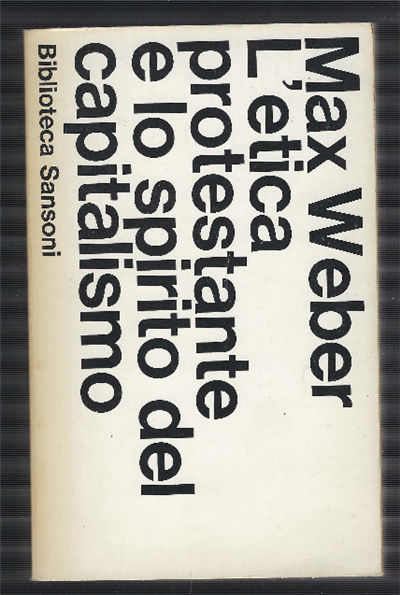 Max Weber
L'etica
protestante
e lo spirito del
capitalismo
Biblioteca Sansoni